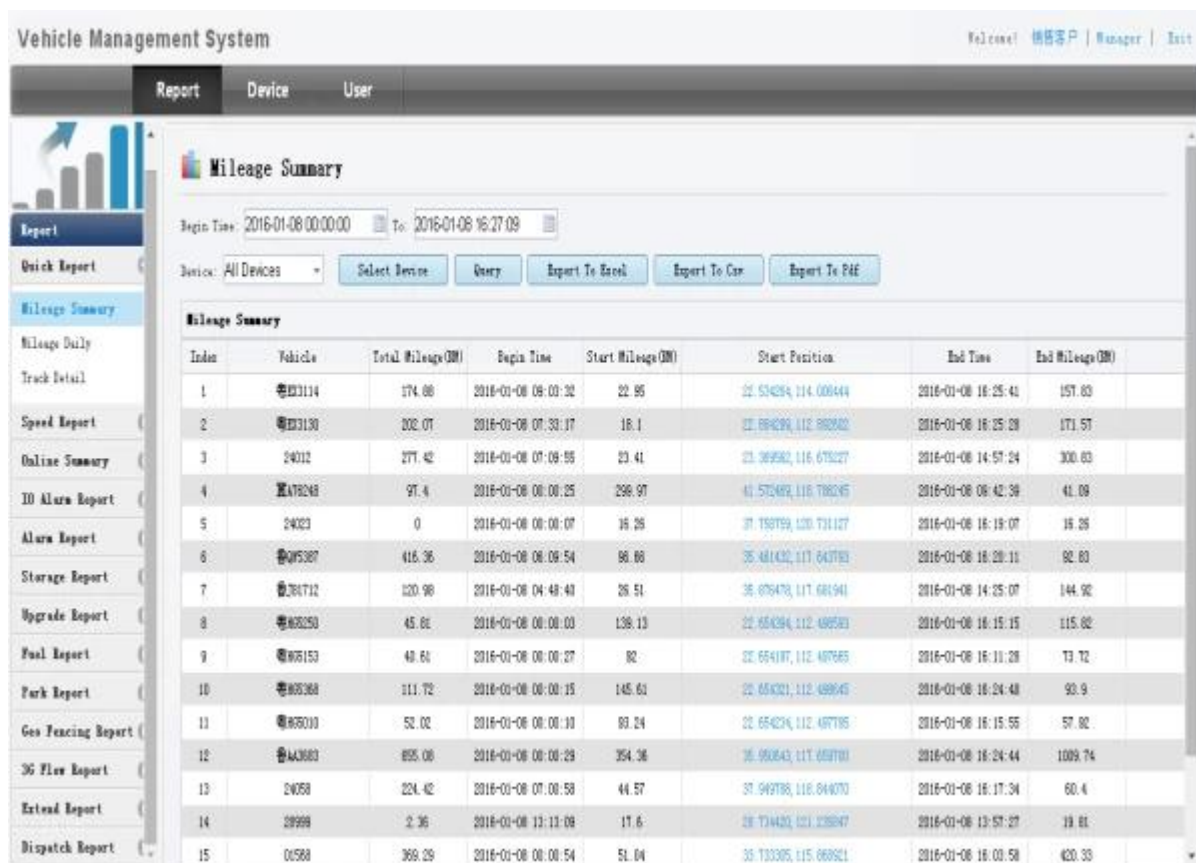 Vehicle Management System
Welcome! 销售客户 | Manager | Exit
Report Device User
Mileage Summary
Begin Time: 2016-01-08 00:00:00 To: 2016-01-08 16:27:09
Device: All Devices Select Device Query Export To Excel Export To Csv Export To Pdf
Report
Quick Report
Mileage Summary
Mileage Daily
Track Detail
Speed Report
Online Summary
IO Alarm Report
Alarm Report
Storage Report
Upgrade Report
Fuel Report
Park Report
Geo Fencing Report
3G Flow Report
Extend Report
Dispatch Report
Mileage Summary
Index Vehicle Total Mileage(KM) Begin Time Start Mileage(KM) Start Position End Time End Mileage(KM)
1 174.88 2016-01-08 09:03:32 22.95 2016-01-08 16:25:41 157.83
2 202.07 2016-01-08 07:33:17 18.1 2016-01-08 16:25:28 171.57
3 24012 277.42 2016-01-08 07:09:55 23.41 2016-01-08 14:57:24 300.83
4 97.4 2016-01-08 00:00:25 299.97 2016-01-08 09:42:39 41.09
5 24023 0 2016-01-08 00:00:07 16.26 2016-01-08 16:19:07 16.26
6 416.36 2016-01-08 06:09:54 2016-01-08 16:20:11 92.83
7 120.98 2016-01-08 04:48:40 26.51 2016-01-08 14:25:07 144.92
8 45.81 2016-01-08 00:00:03 139.13 2016-01-08 16:15:15 115.82
9 40.61 2016-01-08 00:00:27 92 2016-01-08 16:11:28 73.72
10 111.72 2016-01-08 00:00:15 145.61 2016-01-08 16:24:48 93.9
11 52.02 2016-01-08 00:00:10 93.24 2016-01-08 16:15:55 57.92
12 655.08 2016-01-08 00:00:29 354.36 2016-01-08 16:24:44 1009.74
13 24058 224.42 2016-01-08 07:00:58 44.57 2016-01-08 16:17:34 60.4
14 2.36 2016-01-08 13:13:09 17.6 2016-01-08 13:57:27 19.81
15 01568 369.29 2016-01-08 00:00:54 51.04 2016-01-08 16:03:58 420.33